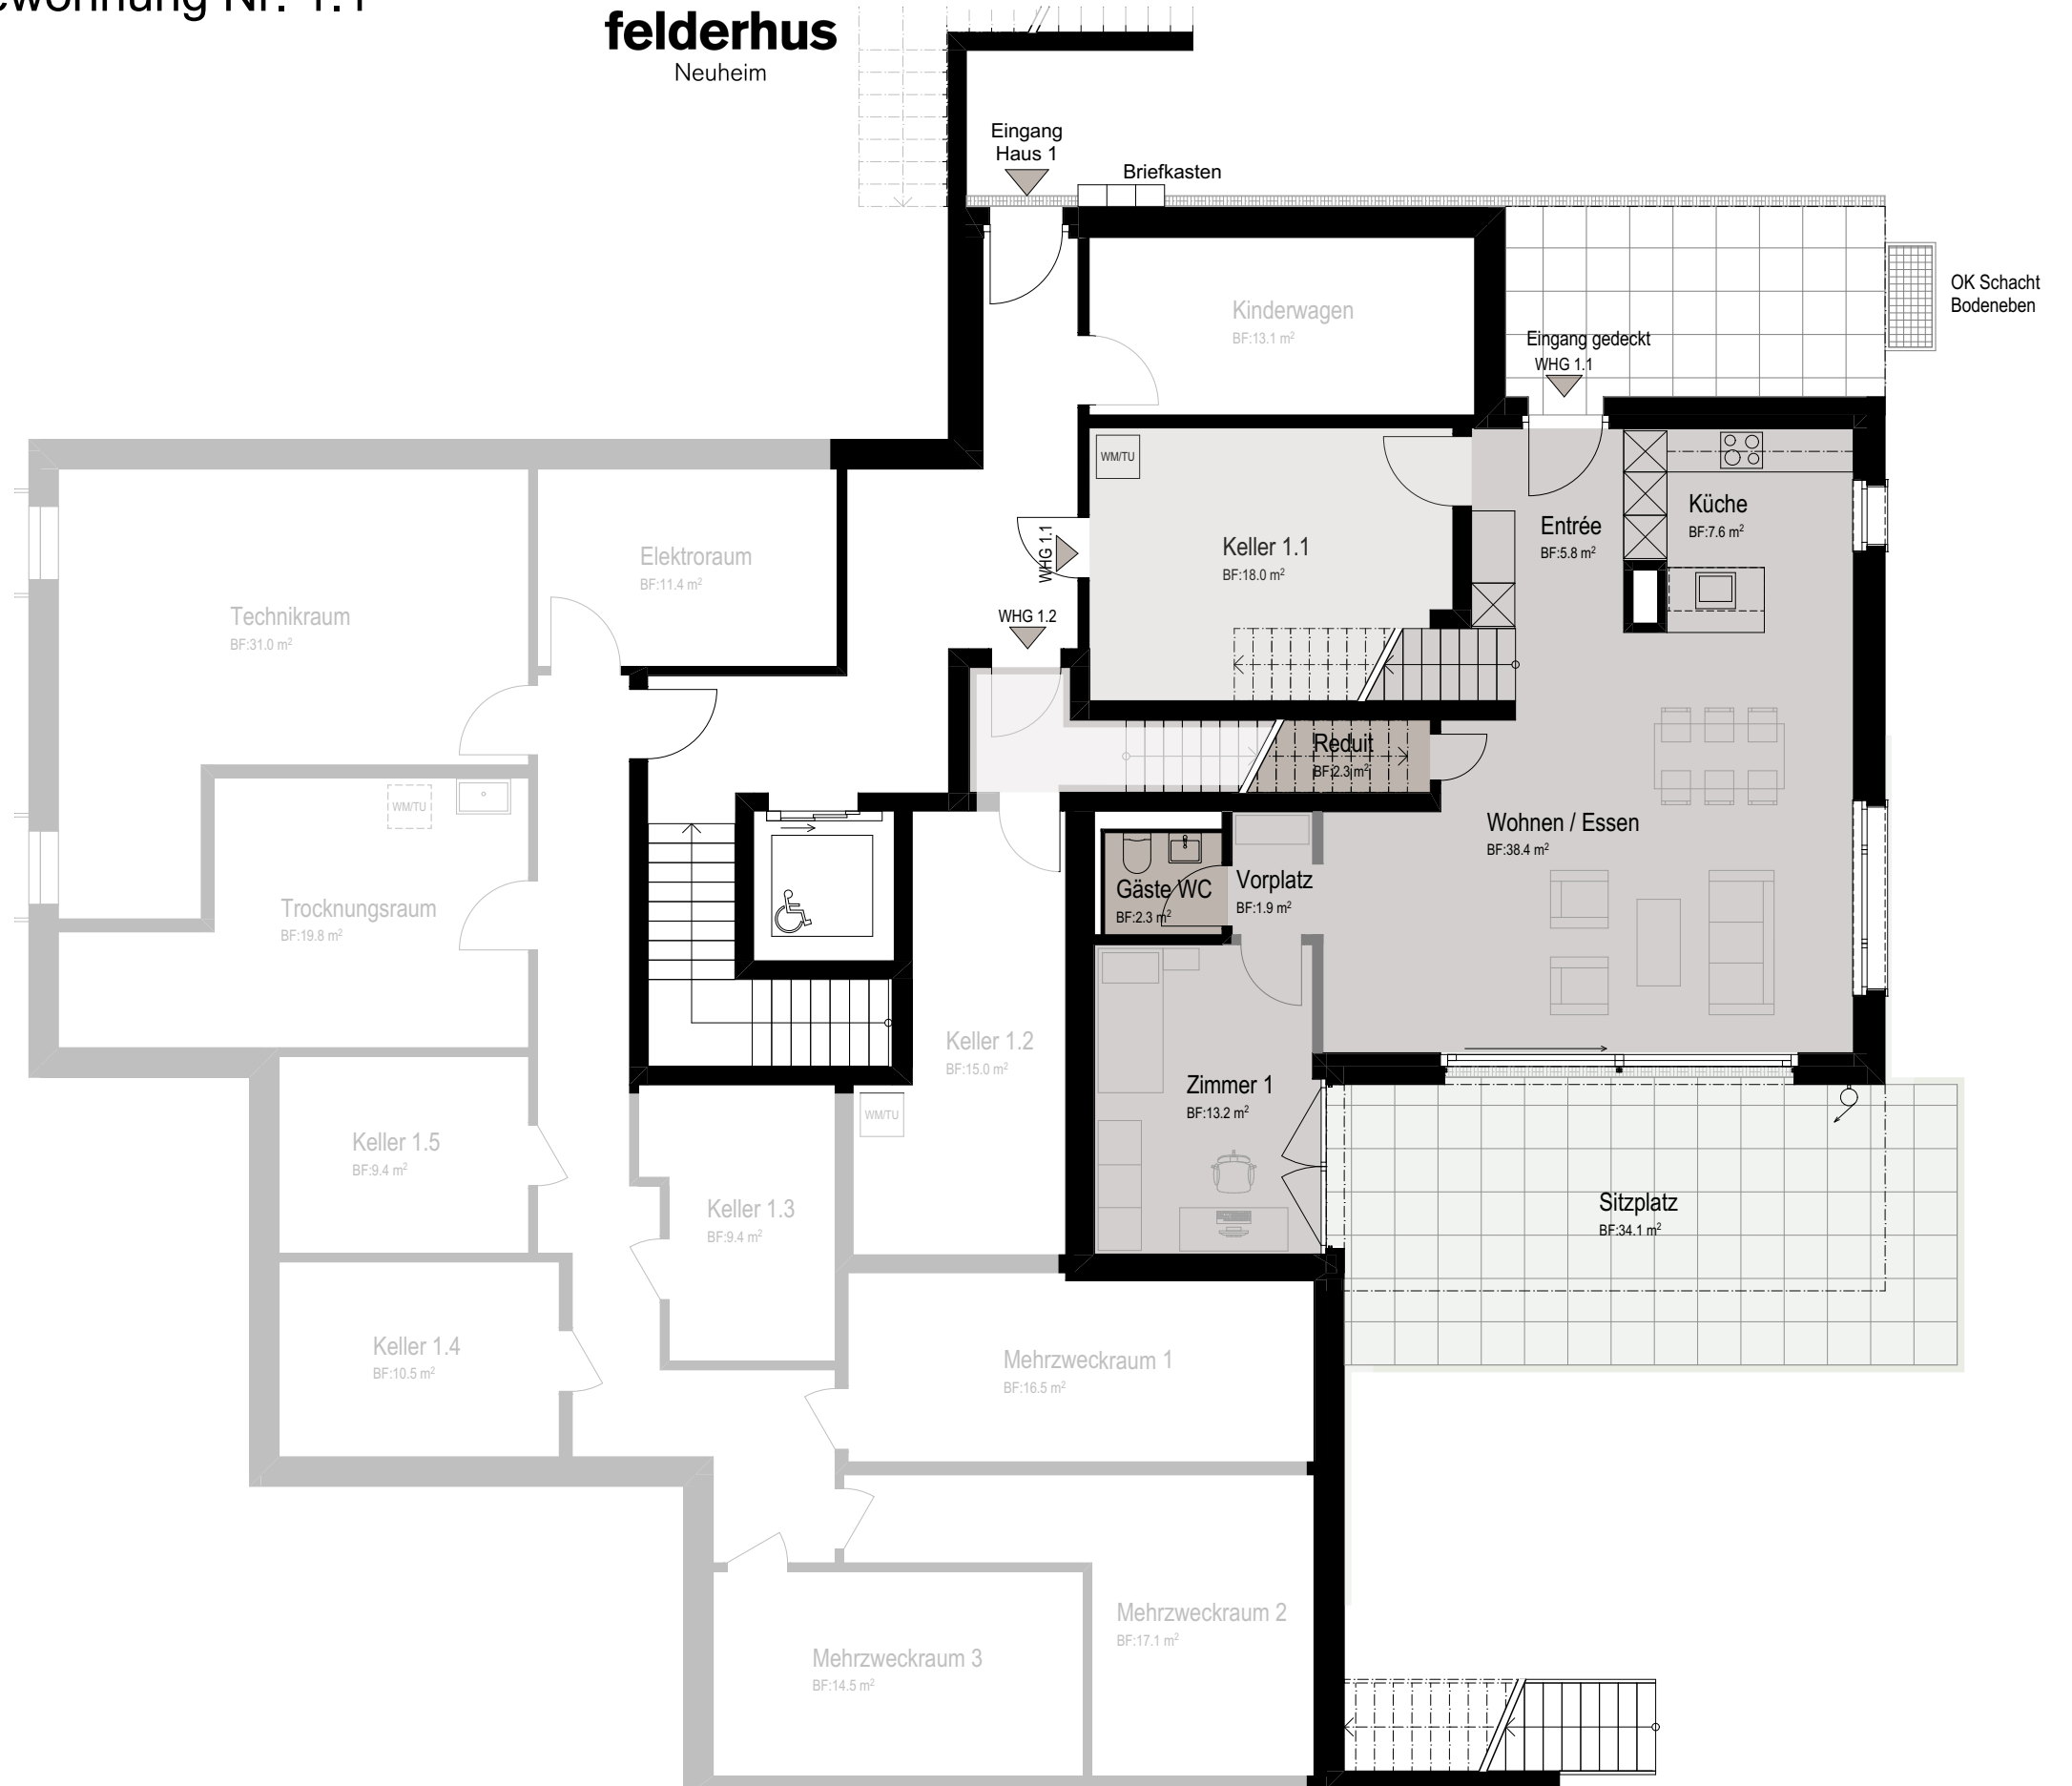 felderhus
Neuheim
Eingang
Haus 1
Briefkasten
OK Schacht
Bodeneben
Kinderwagen
BF:13.1 m²
Eingang gedeckt
WHG 1.1
WM/TU
Küche
BF:7.6 m²
Entrée
BF:5.8 m²
Keller 1.1
BF:18.0 m²
WHG 1.1
Elektroraum
BF:11.4 m²
Technikraum
BF:31.0 m²
WHG 1.2
Reduit
BF:2.3 m²
WM/TU
Wohnen / Essen
BF:38.4 m²
Gäste WC
BF:2.3 m²
Vorplatz
BF:1.9 m²
Trocknungsraum
BF:19.8 m²
Keller 1.2
BF:15.0 m²
Zimmer 1
BF:13.2 m²
WM/TU
Keller 1.5
BF:9.4 m²
Keller 1.3
BF:9.4 m²
Sitzplatz
BF:34.1 m²
Keller 1.4
BF:10.5 m²
Mehrzweckraum 1
BF:16.5 m²
Mehrzweckraum 2
BF:17.1 m²
Mehrzweckraum 3
BF:14.5 m²